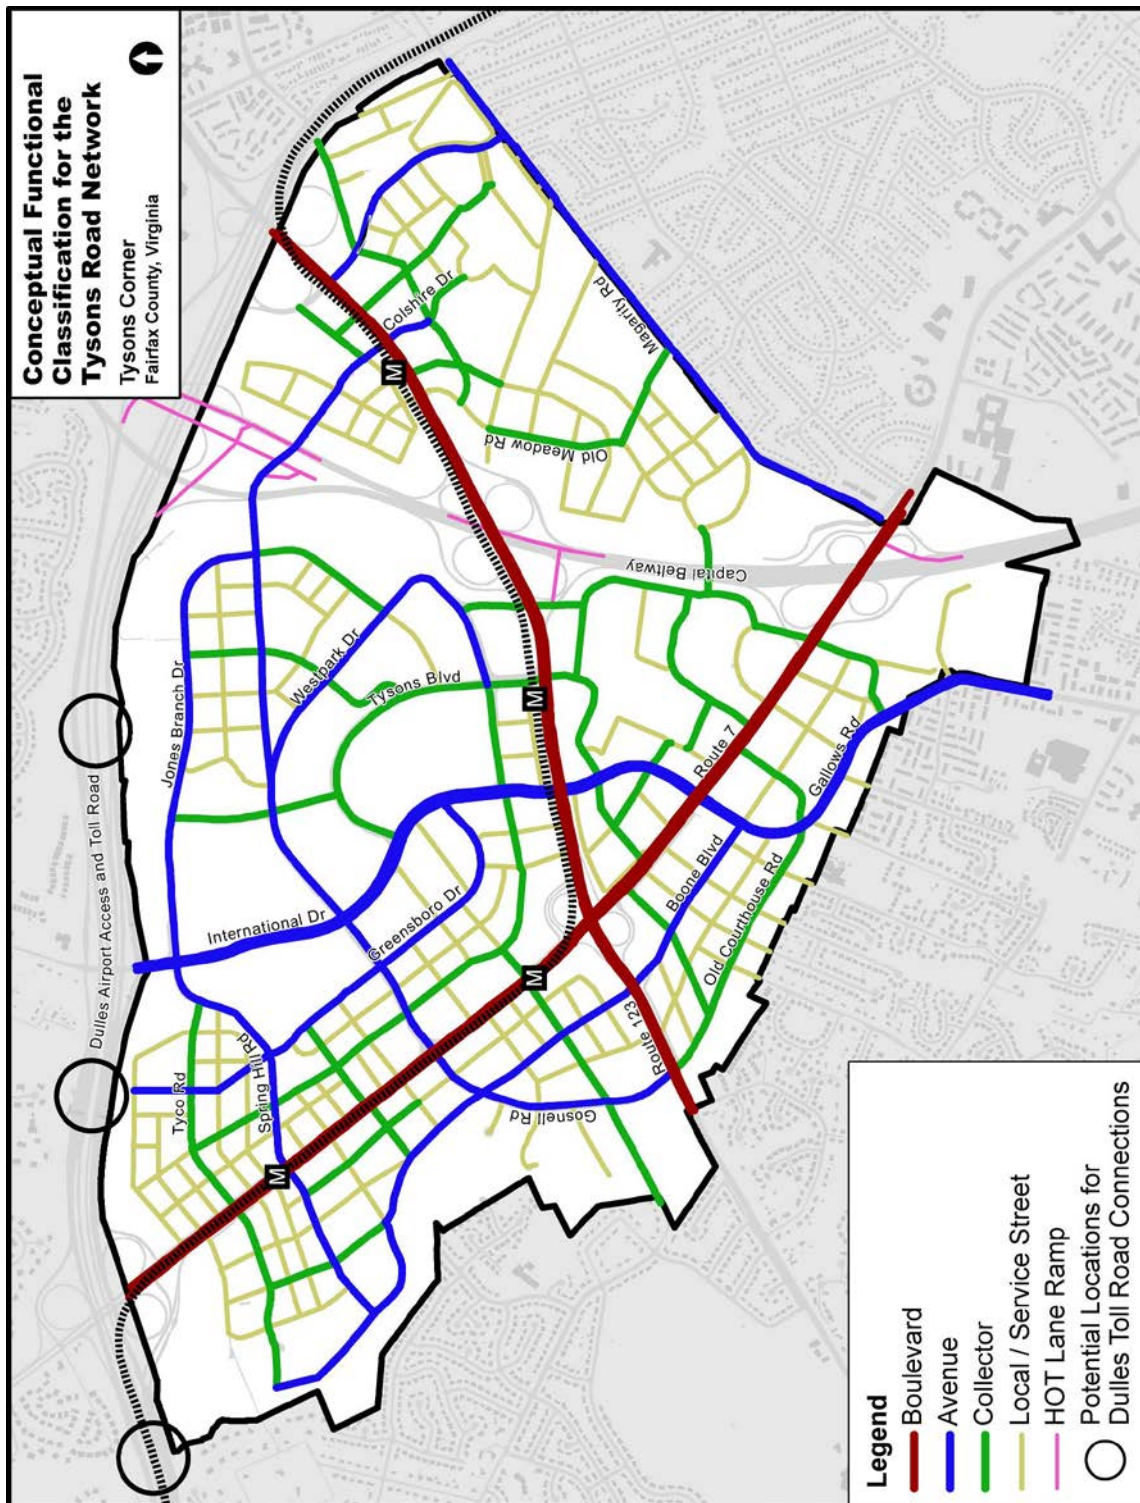 Conceptual Functional
Classification for the
Tysons Road Network
Tysons Corner
Fairfax County, Virginia
Dulles Airport Access and Toll Road
Jones Branch Dr
Westpark Dr
Tysons Blvd
International Dr
Greensboro Dr
Tyco Rd
Spring Hill Rd
Colshire Dr
Magarity Rd
Old Meadow Rd
Capital Beltway
Route 7
Gallows Rd
Boone Blvd
Old Courthouse Rd
Route 123
Gosnell Rd
M
M
M
M
Legend
Boulevard
Avenue
Collector
Local / Service Street
HOT Lane Ramp
Potential Locations for
Dulles Toll Road Connections